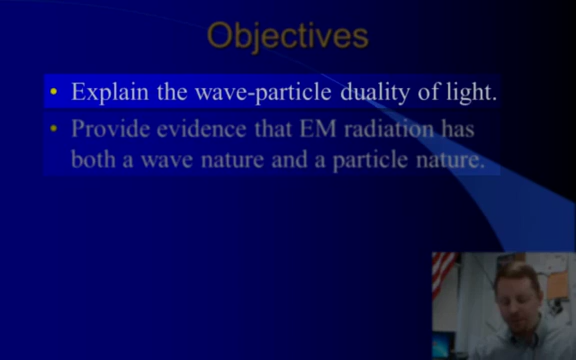 Objectives
• Explain the wave-particle duality of light.
• Provide evidence that EM radiation has
both a wave nature and a particle nature.